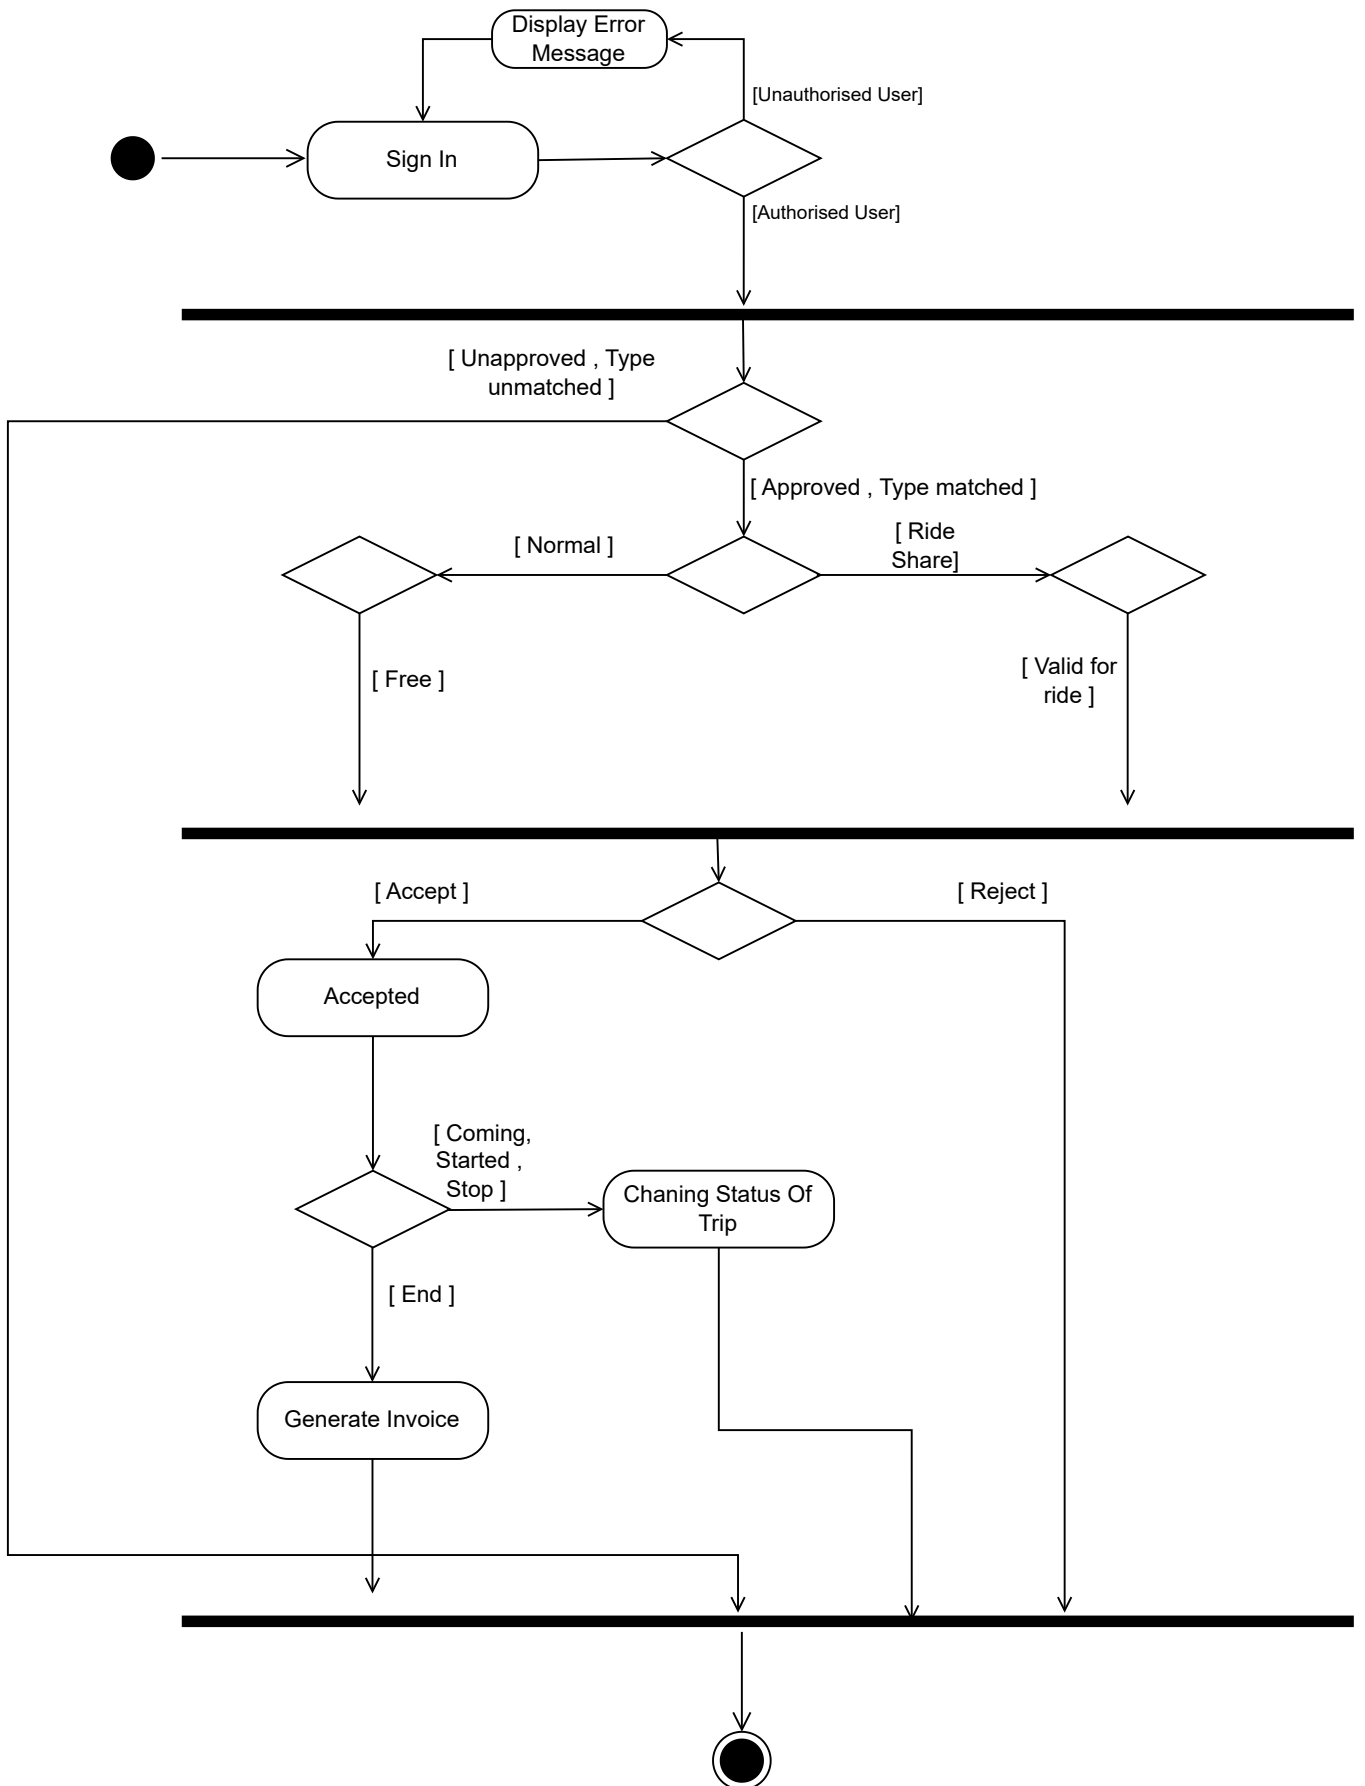 Display Error
Message
[Unauthorised User]
Sign In
[Authorised User]
[ Unapproved , Type
unmatched ]
[ Approved , Type matched ]
[ Normal ]
[ Ride
Share]
[ Free ]
[ Valid for
ride ]
[ Accept ]
[ Reject ]
Accepted
[ Coming,
Started ,
Stop ]
Chaning Status Of
Trip
[ End ]
Generate Invoice